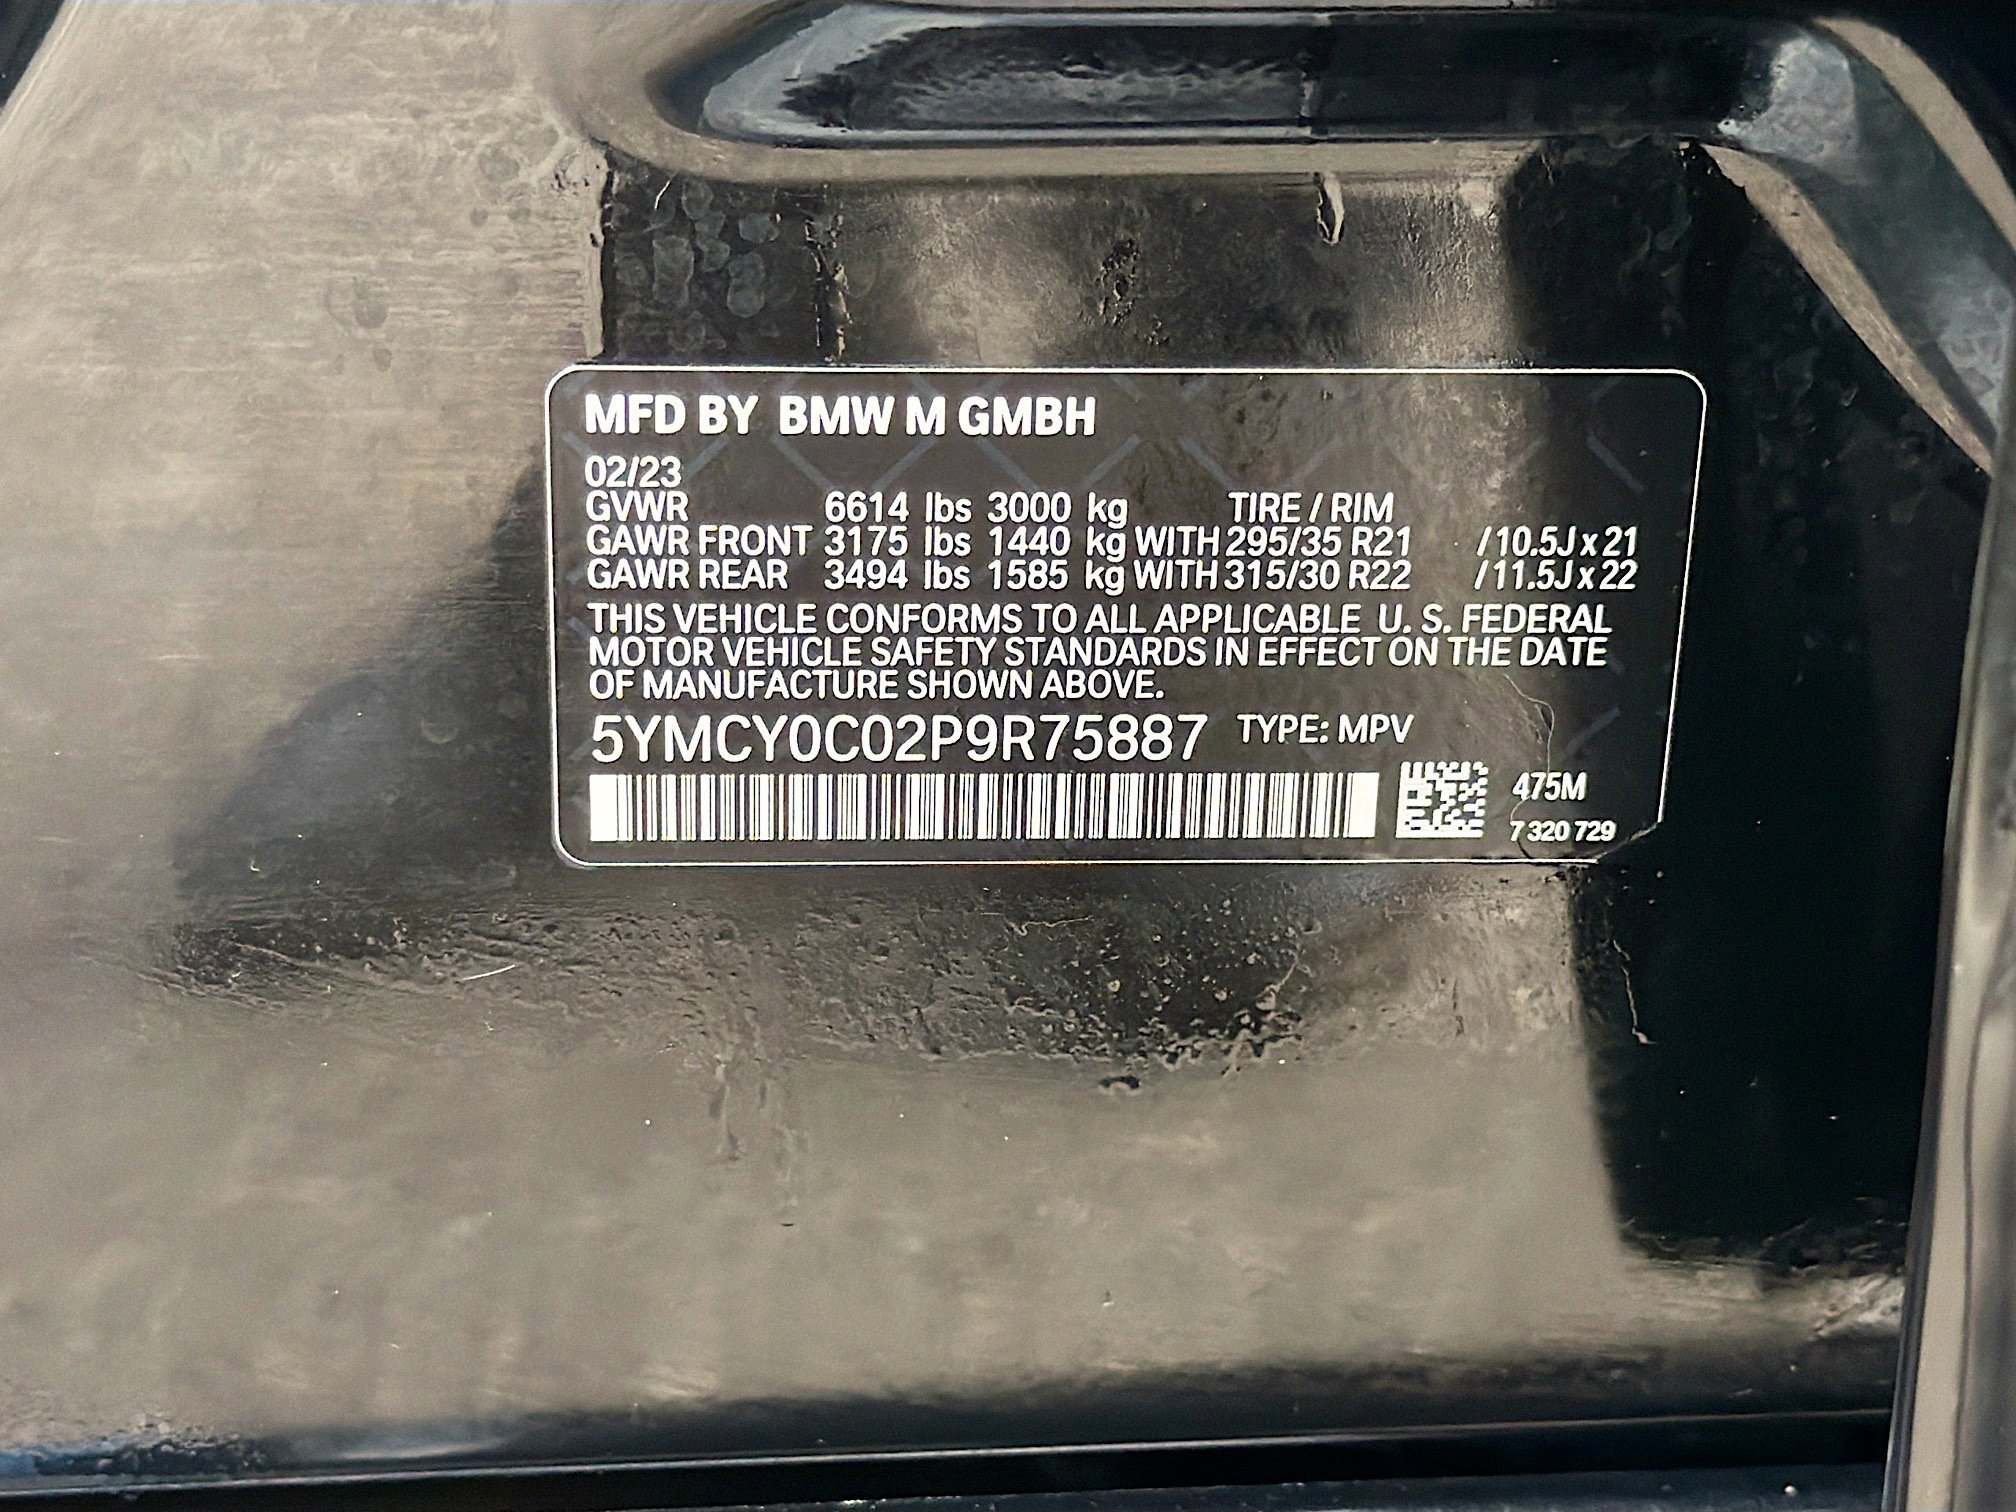 MFD BY BMW M GMBH
02/23
GVWR 6614 lbs 3000 kg TIRE / RIM
GAWR FRONT 3175 lbs 1440 kg WITH 295/35 R21 / 10.5J x 21
GAWR REAR 3494 lbs 1585 kg WITH 315/30 R22 / 11.5J x 22
THIS VEHICLE CONFORMS TO ALL APPLICABLE U. S. FEDERAL
MOTOR VEHICLE SAFETY STANDARDS IN EFFECT ON THE DATE
OF MANUFACTURE SHOWN ABOVE.
5YMCY0C02P9R75887 TYPE: MPV
475M
7 320 729